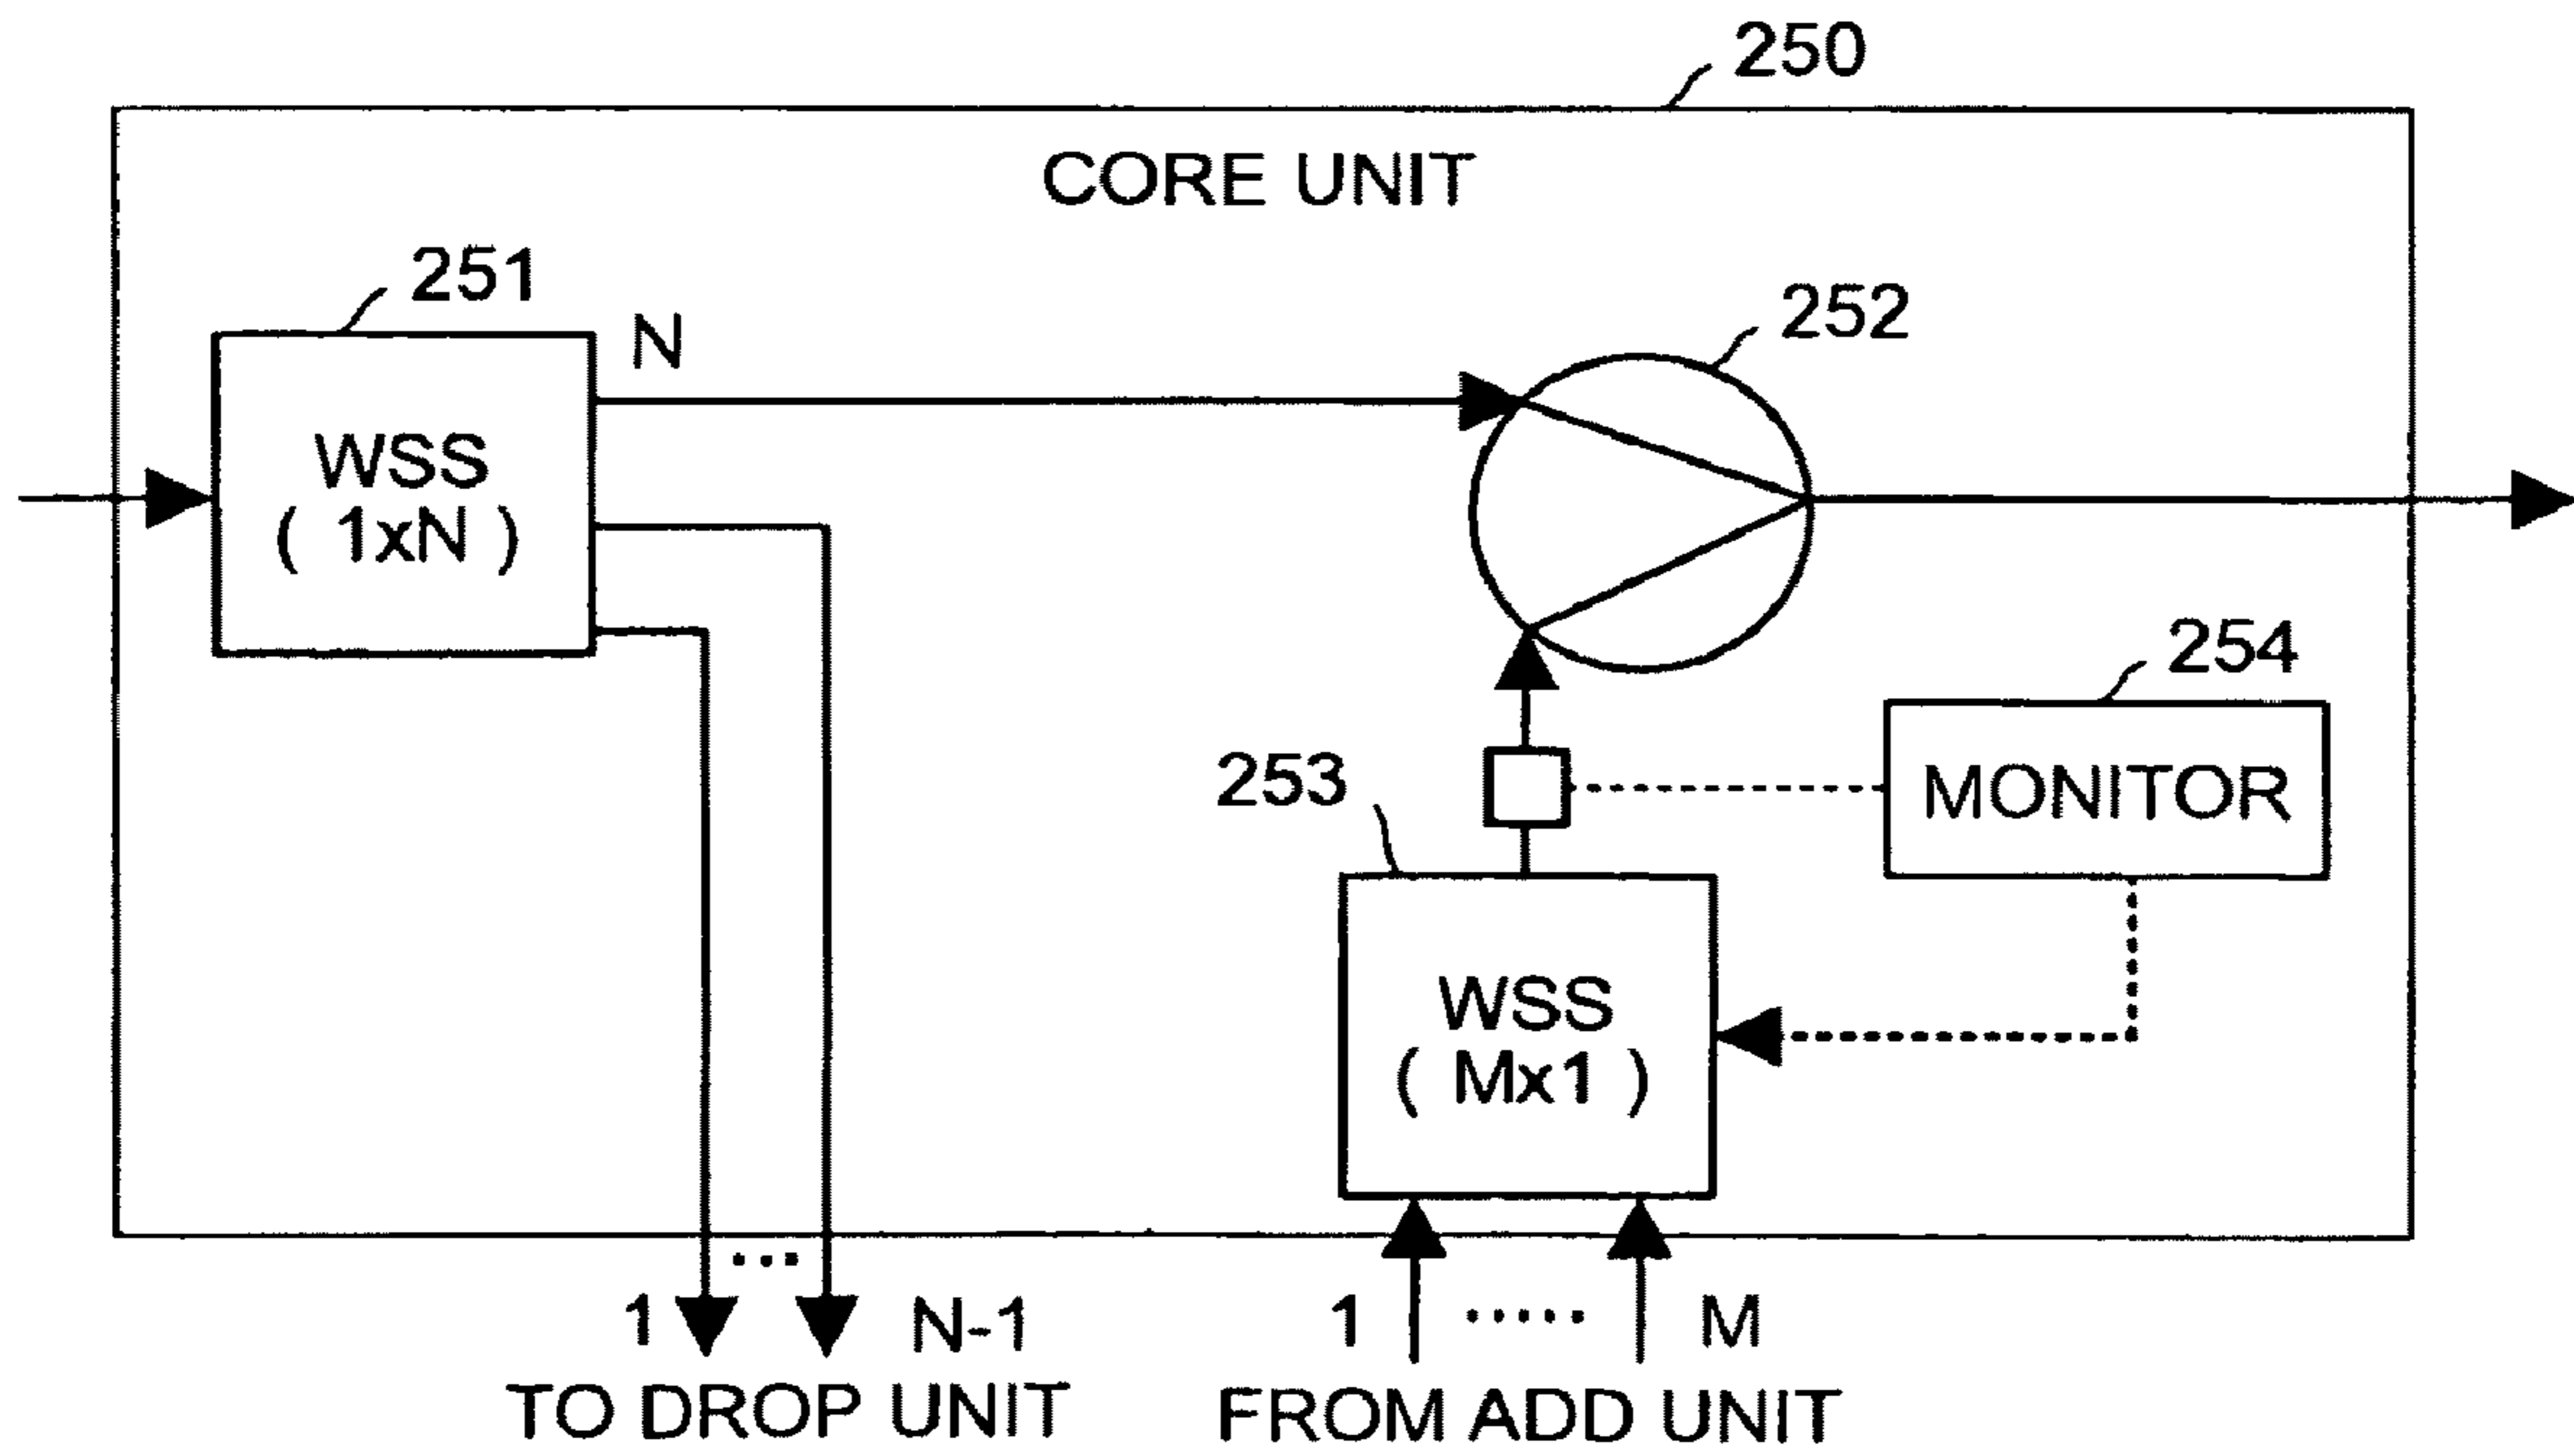 250
CORE UNIT
251
N
252
WSS
( 1xN )
254
253
MONITOR
WSS
( Mx1 )
1 ... N-1
1 ..... M
TO DROP UNIT
FROM ADD UNIT